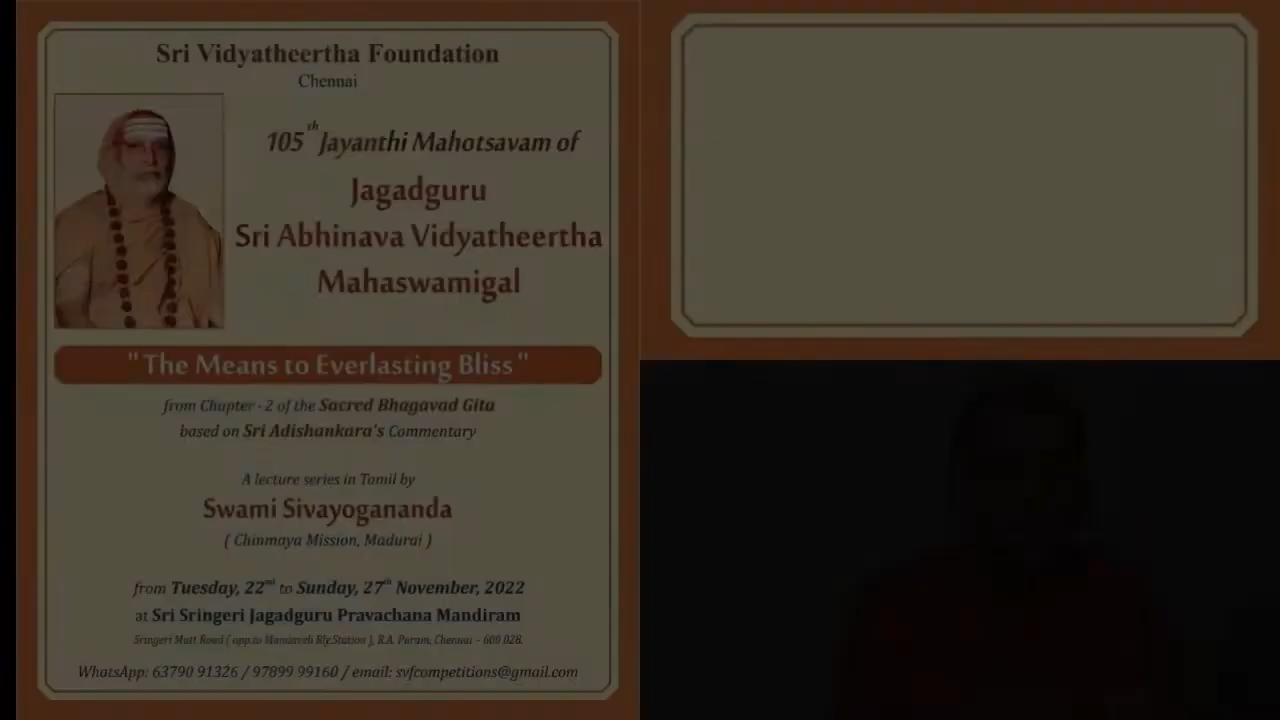 Sri Vidyatheertha Foundation
Chennai
105th Jayanthi Mahotsavam of
Jagadguru
Sri Abhinava Vidyatheertha
Mahaswamigal
"The Means to Everlasting Bliss"
from Chapter - 2 of the Sacred Bhagavad Gita
based on Sri Adishankara's Commentary
A lecture series in Tamil by
Swami Sivayogananda
( Chinmaya Mission, Madurai )
from Tuesday, 22nd to Sunday, 27th November, 2022
at Sri Sringeri Jagadguru Pravachana Mandiram
Sringeri Mutt Road ( opp.to Mandaveli Rly.Station ), R.A. Puram, Chennai - 600 028.
WhatsApp: 63790 91326 / 97899 99160 / email: svfcompetitions@gmail.com